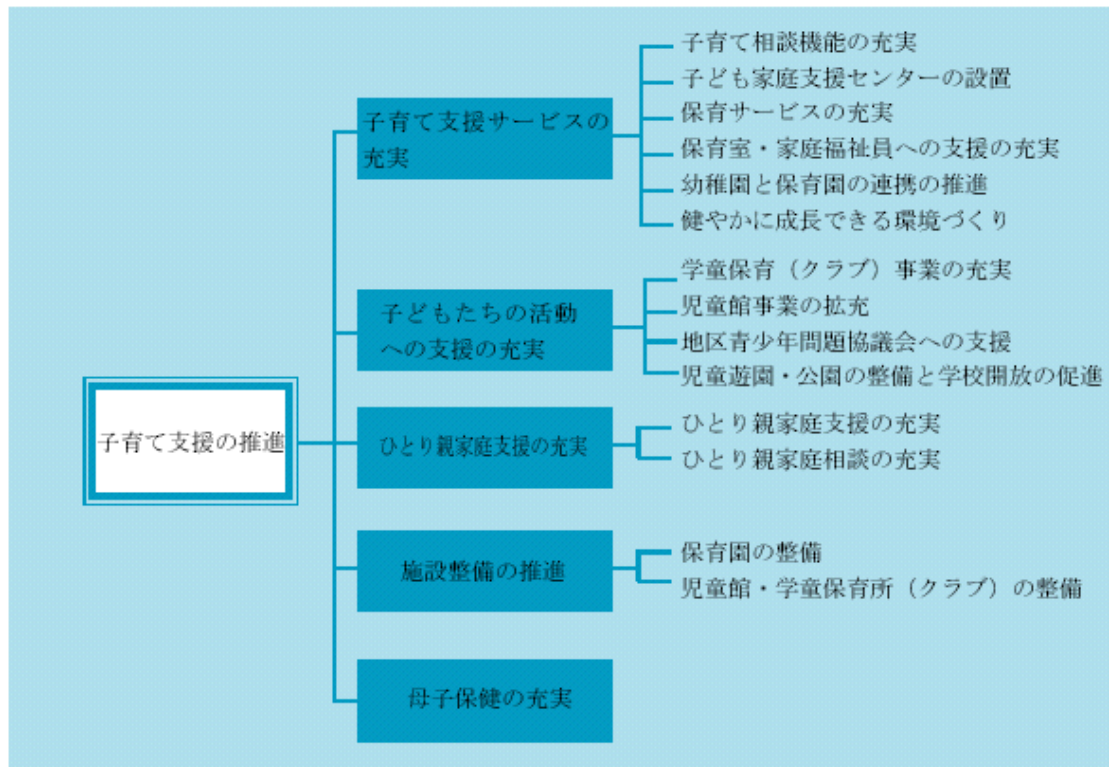 子育て支援の推進
子育て支援サービスの
充実
子育て相談機能の充実
子ども家庭支援センターの設置
保育サービスの充実
保育室・家庭福祉員への支援の充実
幼稚園と保育園の連携の推進
健やかに成長できる環境づくり
子どもたちの活動
への支援の充実
学童保育（クラブ）事業の充実
児童館事業の拡充
地区青少年問題協議会への支援
児童遊園・公園の整備と学校開放の促進
ひとり親家庭支援の充実
ひとり親家庭支援の充実
ひとり親家庭相談の充実
施設整備の推進
保育園の整備
児童館・学童保育所（クラブ）の整備
母子保健の充実